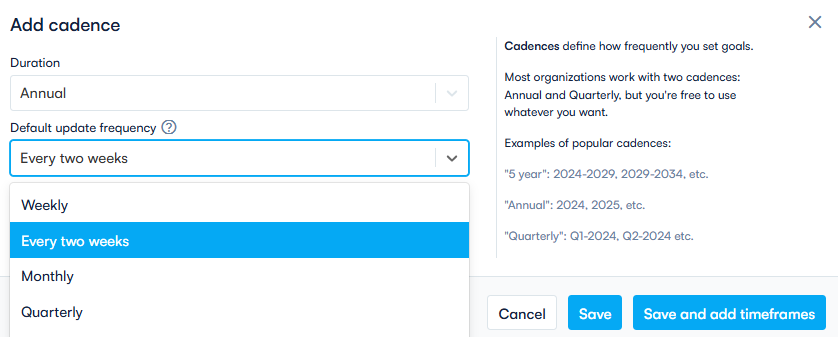 Add cadence
Duration
Annual
Default update frequency
Every two weeks
Weekly
Every two weeks
Monthly
Quarterly
Cadences define how frequently you set goals.
Most organizations work with two cadences:
Annual and Quarterly, but you're free to use
whatever you want.
Examples of popular cadences:
"5 year": 2024-2029, 2029-2034, etc.
"Annual": 2024, 2025, etc.
"Quarterly": Q1-2024, Q2-2024 etc.
Cancel
Save
Save and add timeframes